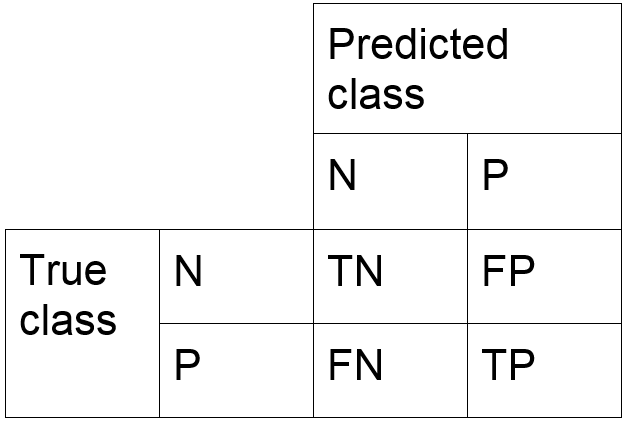 Predicted
class
N P
True
class
N TN FP
P FN TP